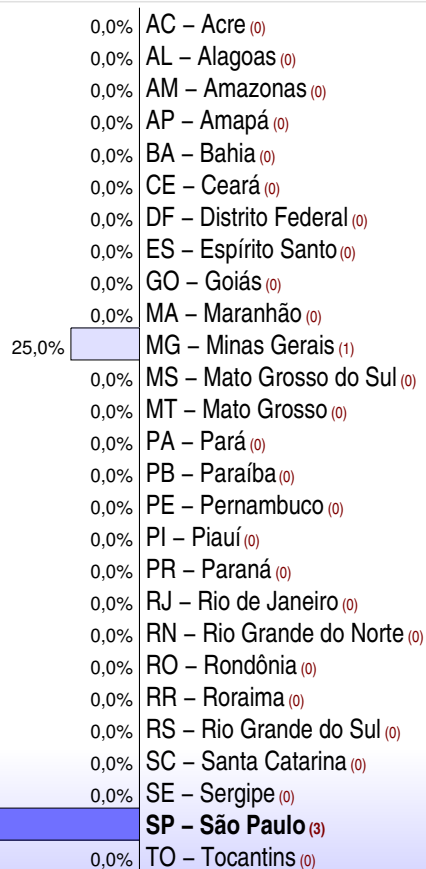 0,0% AC – Acre (0)
0,0% AL – Alagoas (0)
0,0% AM – Amazonas (0)
0,0% AP – Amapá (0)
0,0% BA – Bahia (0)
0,0% CE – Ceará (0)
0,0% DF – Distrito Federal (0)
0,0% ES – Espírito Santo (0)
0,0% GO – Goiás (0)
0,0% MA – Maranhão (0)
25,0% MG – Minas Gerais (1)
0,0% MS – Mato Grosso do Sul (0)
0,0% MT – Mato Grosso (0)
0,0% PA – Pará (0)
0,0% PB – Paraíba (0)
0,0% PE – Pernambuco (0)
0,0% PI – Piauí (0)
0,0% PR – Paraná (0)
0,0% RJ – Rio de Janeiro (0)
0,0% RN – Rio Grande do Norte (0)
0,0% RO – Rondônia (0)
0,0% RR – Roraima (0)
0,0% RS – Rio Grande do Sul (0)
0,0% SC – Santa Catarina (0)
0,0% SE – Sergipe (0)
SP – São Paulo (3)
0,0% TO – Tocantins (0)